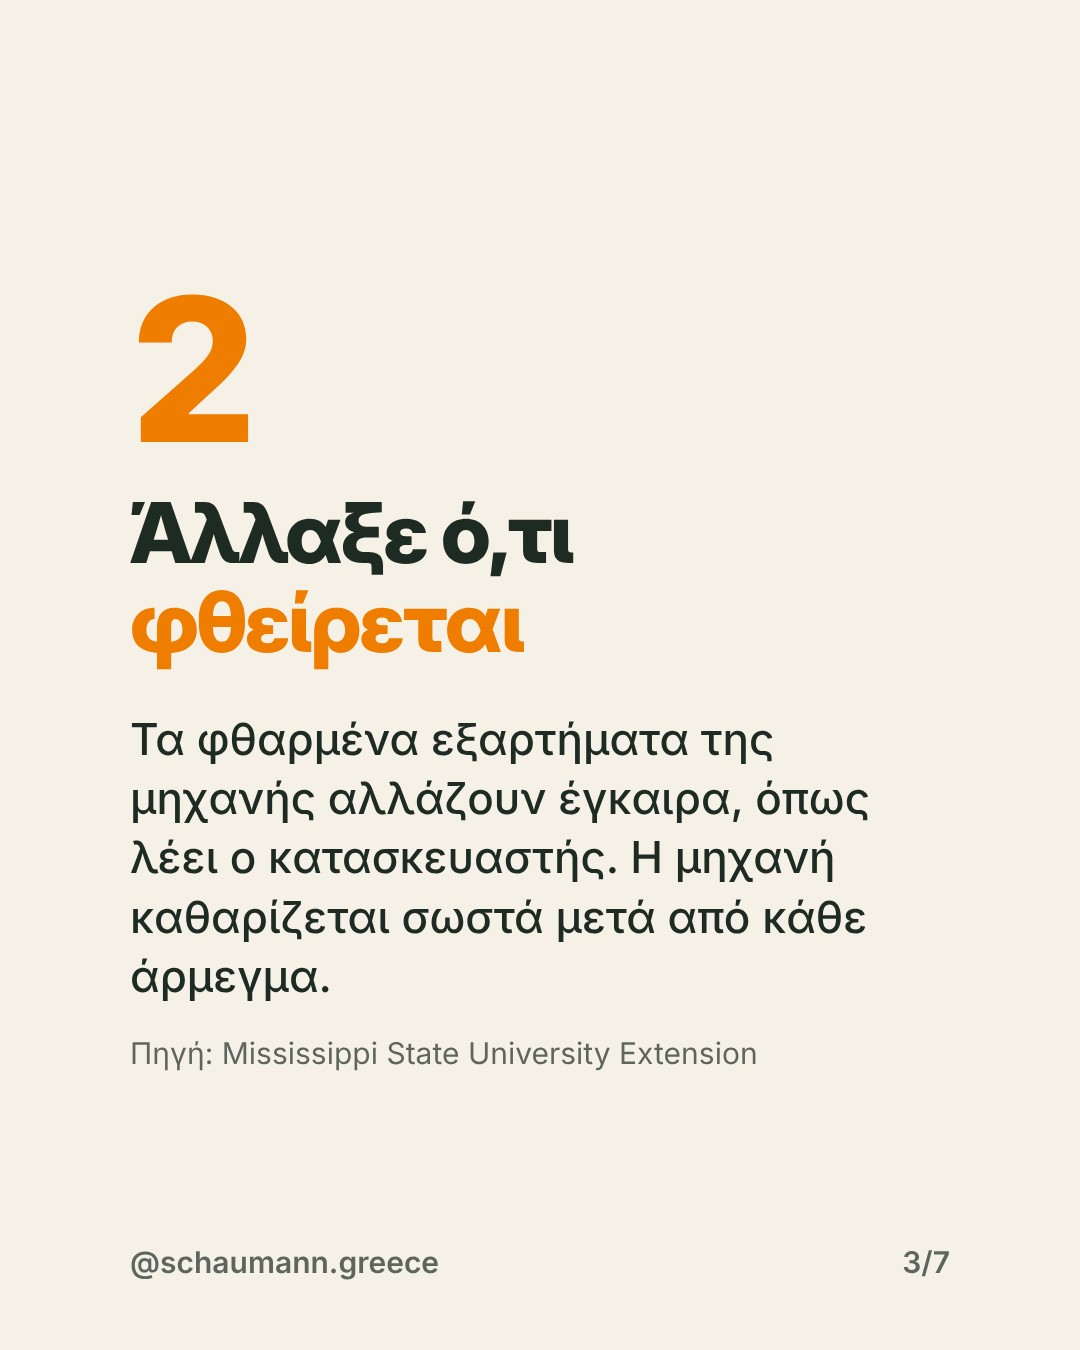 2
Άλλαξε ό,τι
φθείρεται
Τα φθαρμένα εξαρτήματα της
μηχανής αλλάζουν έγκαιρα, όπως
λέει ο κατασκευαστής. Η μηχανή
καθαρίζεται σωστά μετά από κάθε
άρμεγμα.
Πηγή: Mississippi State University Extension
@schaumann.greece
3/7